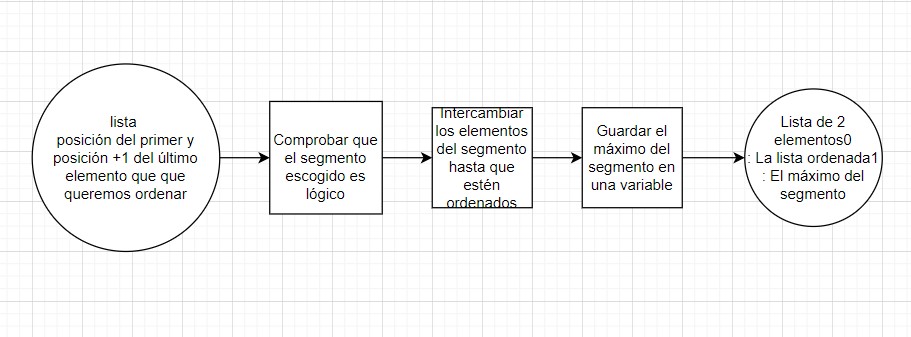 lista
posición del primer y
posición +1 del último
elemento que que
queremos ordenar
Comprobar que
el segmento
escogido es
lógico
Intercambiar
los elementos
del segmento
hasta que
estén
ordenados
Guardar el
máximo del
segmento en
una variable
Lista de 2
elementos0
: La lista ordenada1
: El máximo del
segmento